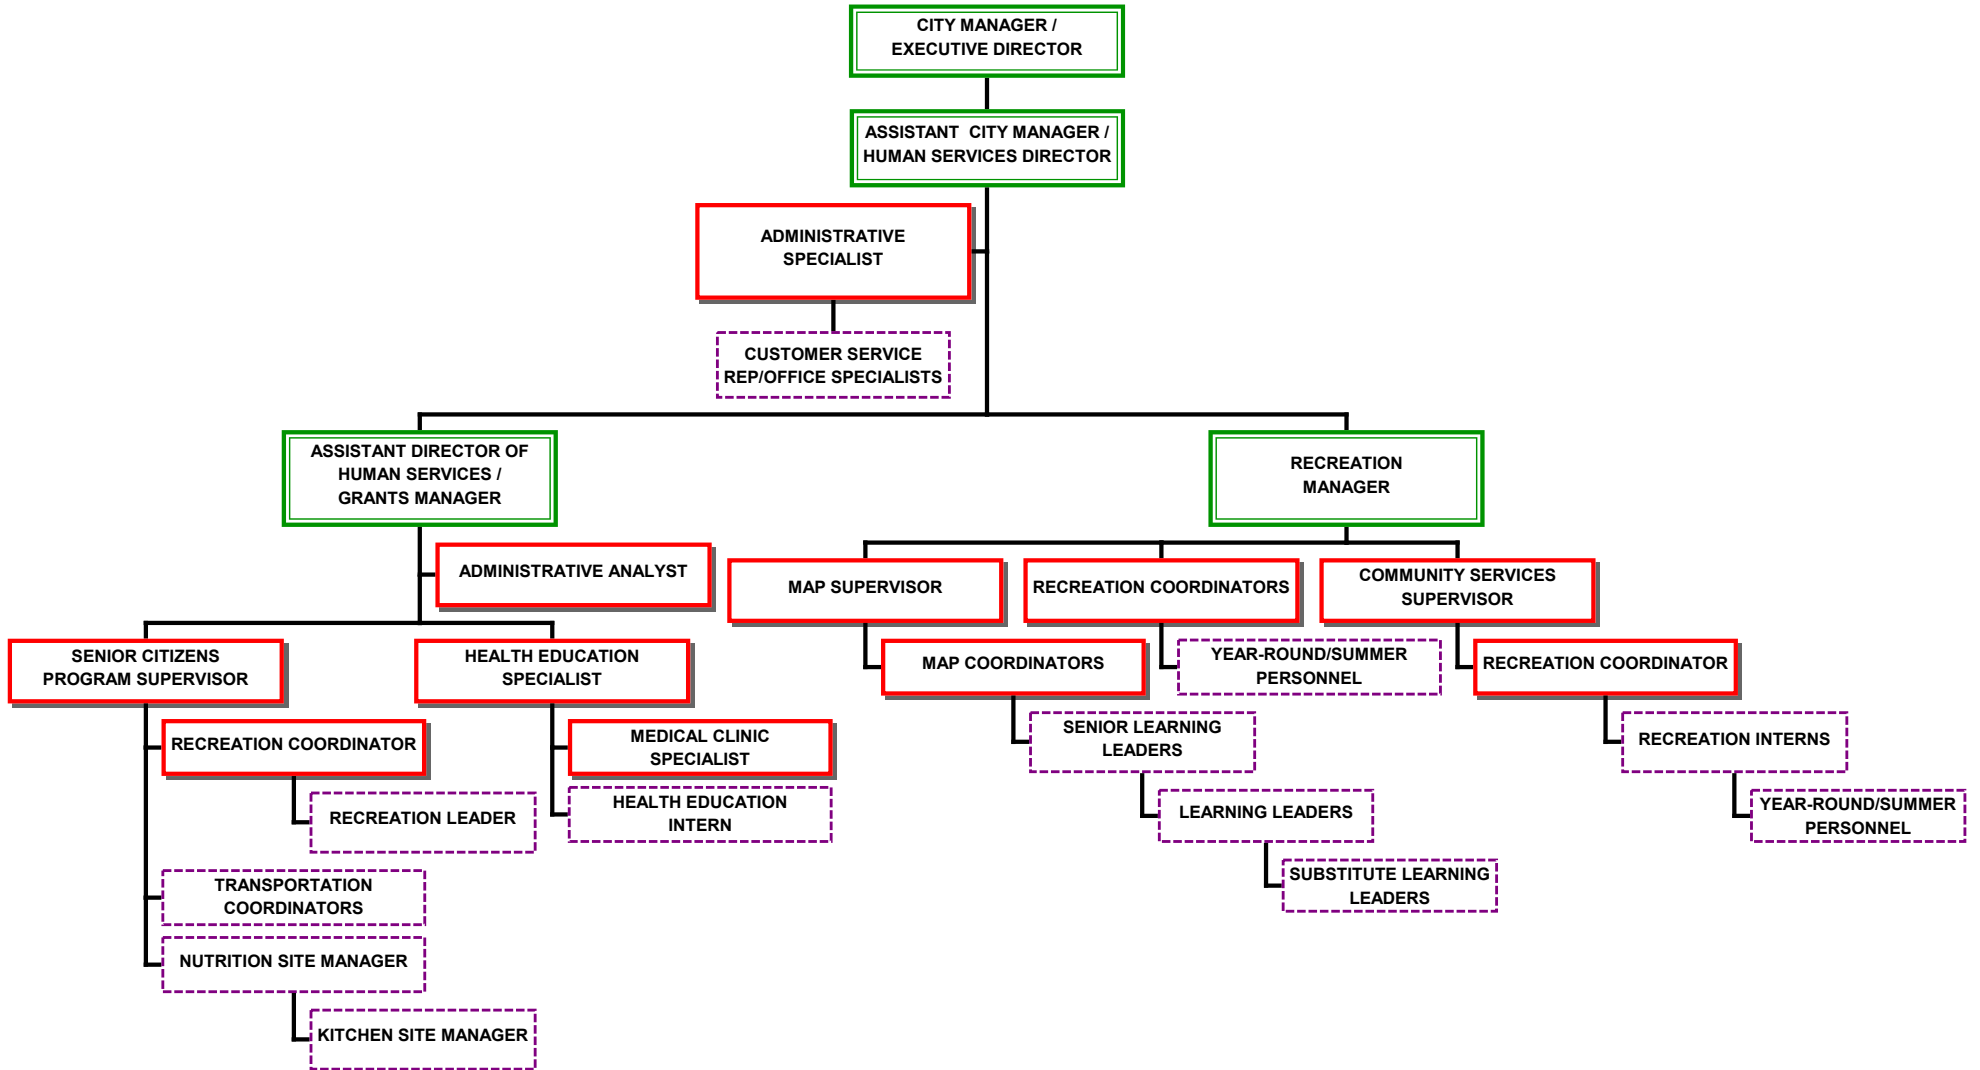 CITY MANAGER /
EXECUTIVE DIRECTOR
ASSISTANT CITY MANAGER /
HUMAN SERVICES DIRECTOR
ADMINISTRATIVE
SPECIALIST
CUSTOMER SERVICE
REP/OFFICE SPECIALISTS
ASSISTANT DIRECTOR OF
HUMAN SERVICES /
GRANTS MANAGER
RECREATION
MANAGER
ADMINISTRATIVE ANALYST
MAP SUPERVISOR
RECREATION COORDINATORS
COMMUNITY SERVICES
SUPERVISOR
SENIOR CITIZENS
PROGRAM SUPERVISOR
HEALTH EDUCATION
SPECIALIST
MAP COORDINATORS
YEAR-ROUND/SUMMER
PERSONNEL
RECREATION COORDINATOR
RECREATION COORDINATOR
MEDICAL CLINIC
SPECIALIST
SENIOR LEARNING
LEADERS
RECREATION INTERNS
RECREATION LEADER
HEALTH EDUCATION
INTERN
LEARNING LEADERS
YEAR-ROUND/SUMMER
PERSONNEL
TRANSPORTATION
COORDINATORS
SUBSTITUTE LEARNING
LEADERS
NUTRITION SITE MANAGER
KITCHEN SITE MANAGER